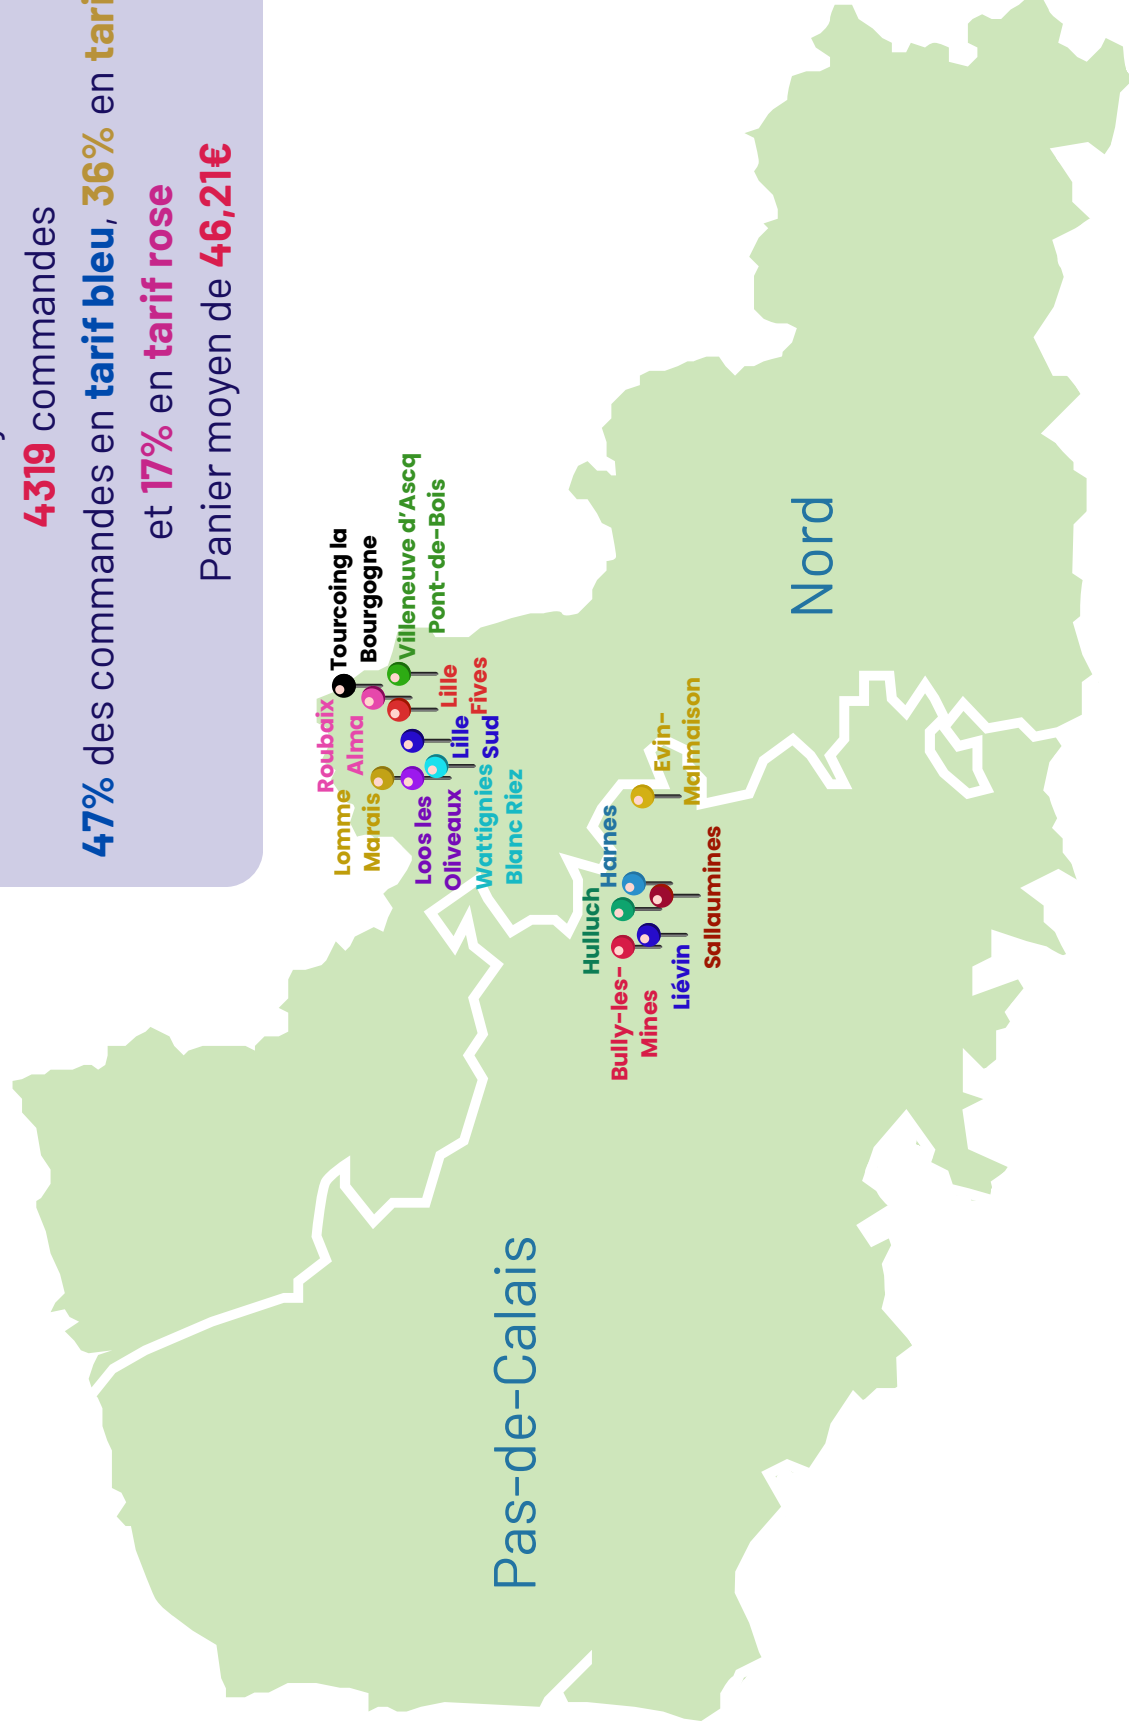 4319 commandes
47% des commandes en tarif bleu, 36% en tari
et 17% en tarif rose
Panier moyen de 46,21€
Tourcoing la
Bourgogne
Roubaix
Alma
Villeneuve d'Ascq
Pont-de-Bois
Lille
Fives
Lille
Sud
Lomme
Marais
Loos les
Oliveaux
Wattignies
Blanc Riez
Evin-
Malmaison
Harnes
Hulluch
Sallaumines
Bully-les-
Mines
Liévin
Pas-de-Calais
Nord